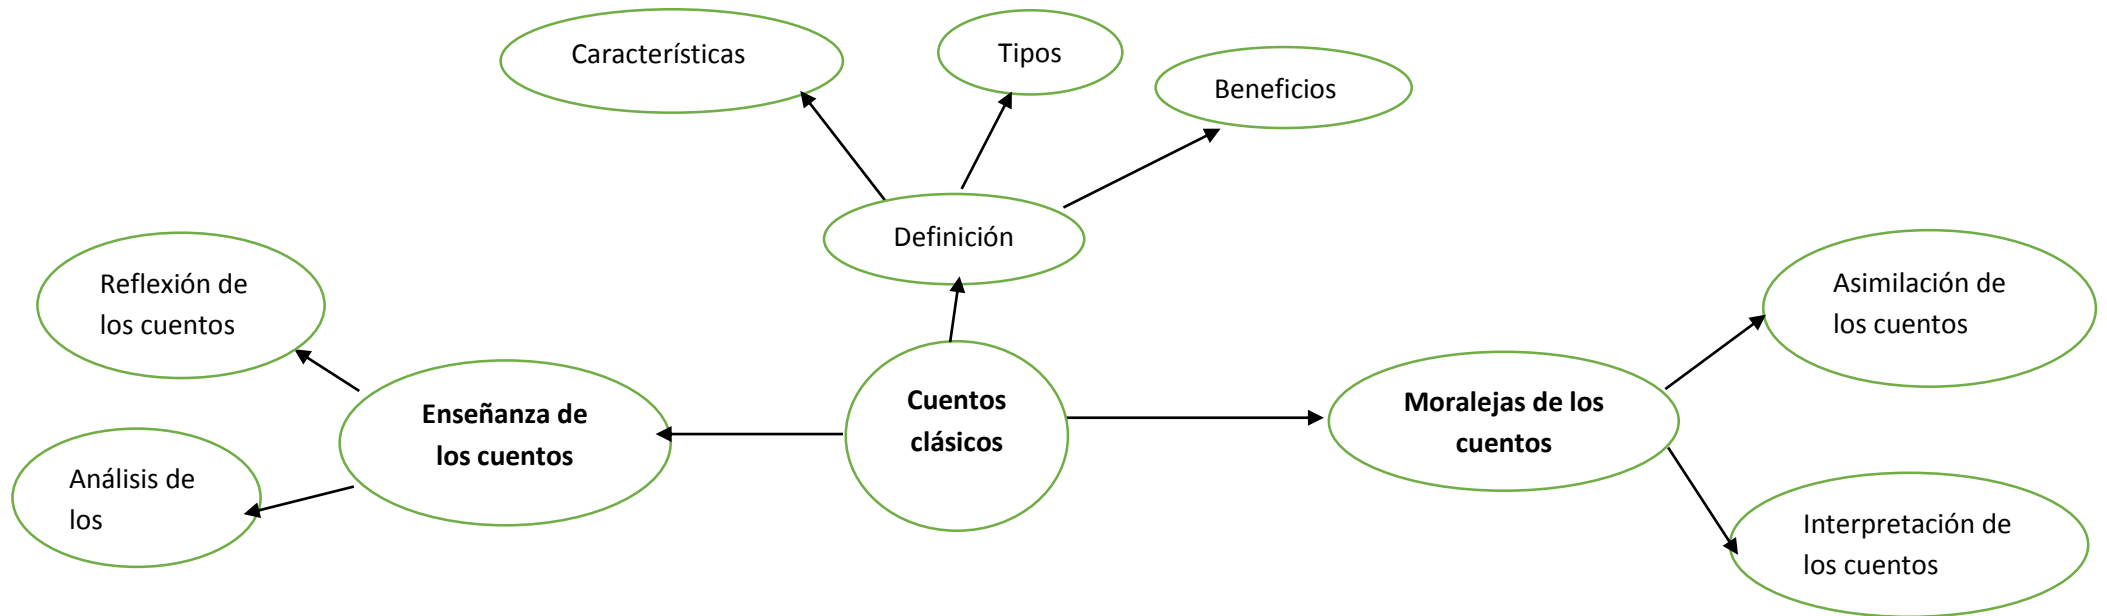 Características
Tipos
Beneficios
Definición
Reflexión de
los cuentos
Asimilación de
los cuentos
Enseñanza de
los cuentos
Cuentos
clásicos
Moralejas de los
cuentos
Análisis de
los
Interpretación de
los cuentos